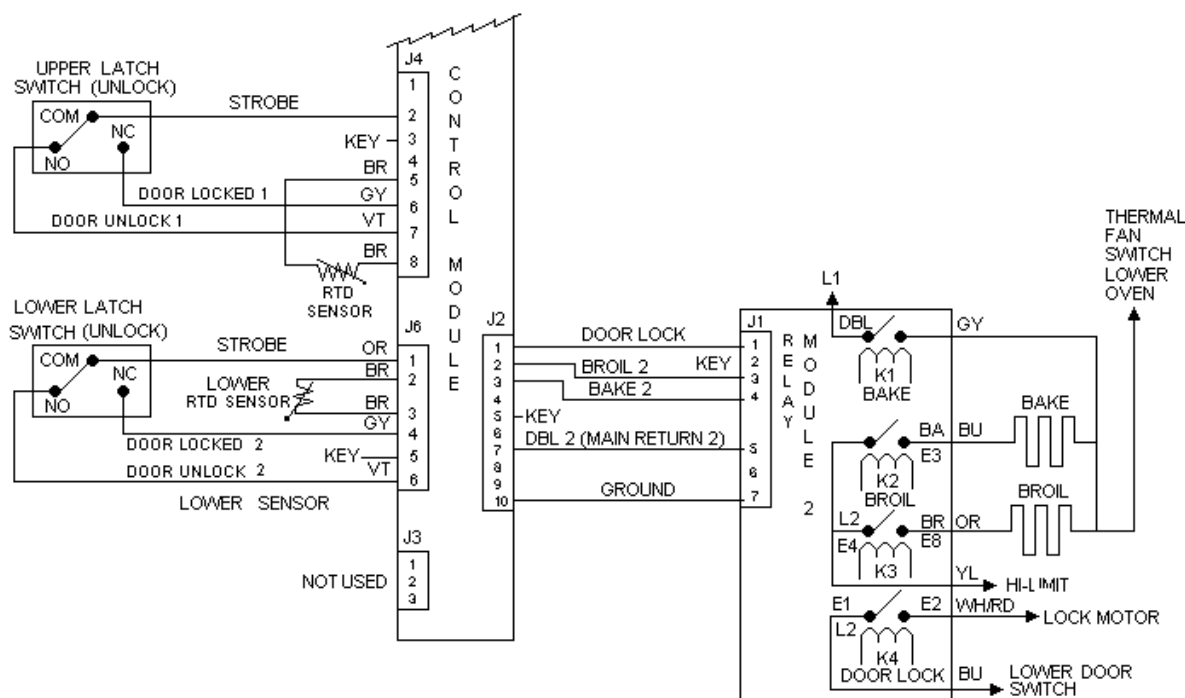 UPPER LATCH
SWITCH (UNLOCK)
COM
NC
NO
STROBE
KEY
BR
DOOR LOCKED 1
GY
DOOR UNLOCK 1
VT
BR
RTD
SENSOR
J4
1
2
3
4
5
6
7
8
CONTROL MODULE
LOWER LATCH
SWITCH (UNLOCK)
COM
NC
NO
STROBE
OR
BR
LOWER
RTD SENSOR
BR
GY
DOOR LOCKED 2
KEY
DOOR UNLOCK 2
VT
LOWER SENSOR
J6
1
2
3
4
5
6
J3
NOT USED
1
2
3
J2
1
2
3
4
5
6
7
8
9
10
DOOR LOCK
BROIL 2
KEY
BAKE 2
KEY
DBL 2 (MAIN RETURN 2)
GROUND
J1
1
2
3
4
5
6
7
RELAY
MODULE 2
L1
DBL
GY
K1
BAKE
BA
BU
E3
K2
BROIL
L2
BR
OR
E4
E8
K3
YL
HI-LIMIT
E1
E2
WH/RD
LOCK MOTOR
L2
K4
DOOR LOCK
BU
LOWER DOOR
SWITCH
BAKE
BROIL
THERMAL
FAN
SWITCH
LOWER
OVEN